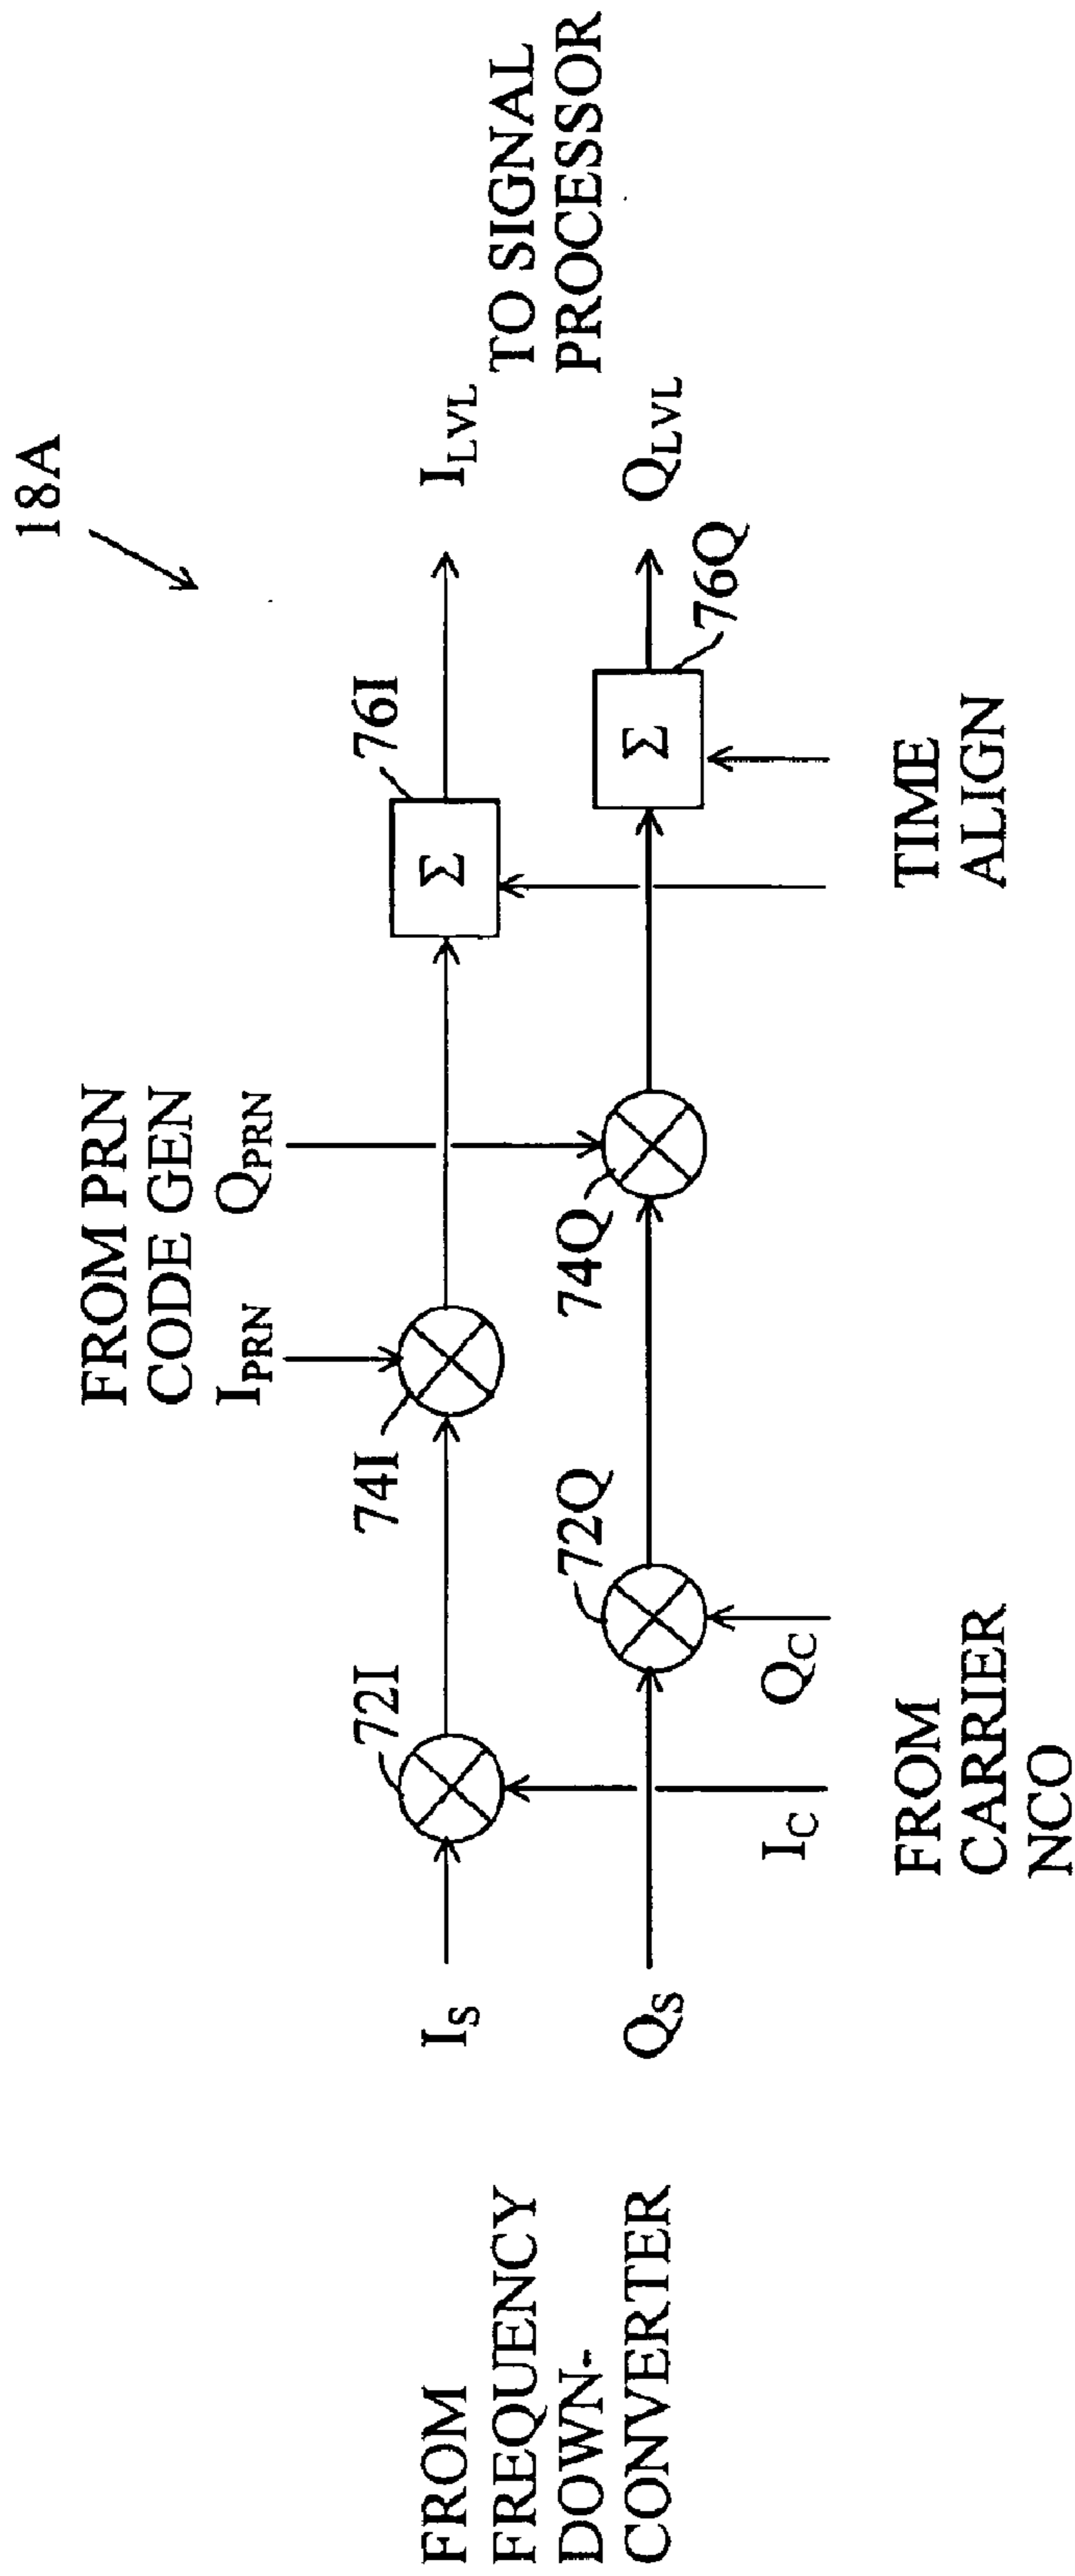 18A
FROM PRN
CODE GEN
I_PRN Q_PRN
FROM
FREQUENCY
DOWN-
CONVERTER
I_S
72I
74I
76I
Σ
I_LVL
TO SIGNAL
PROCESSOR
Q_S
72Q
74Q
Σ
76Q
Q_LVL
I_C Q_C
FROM
CARRIER
NCO
TIME
ALIGN